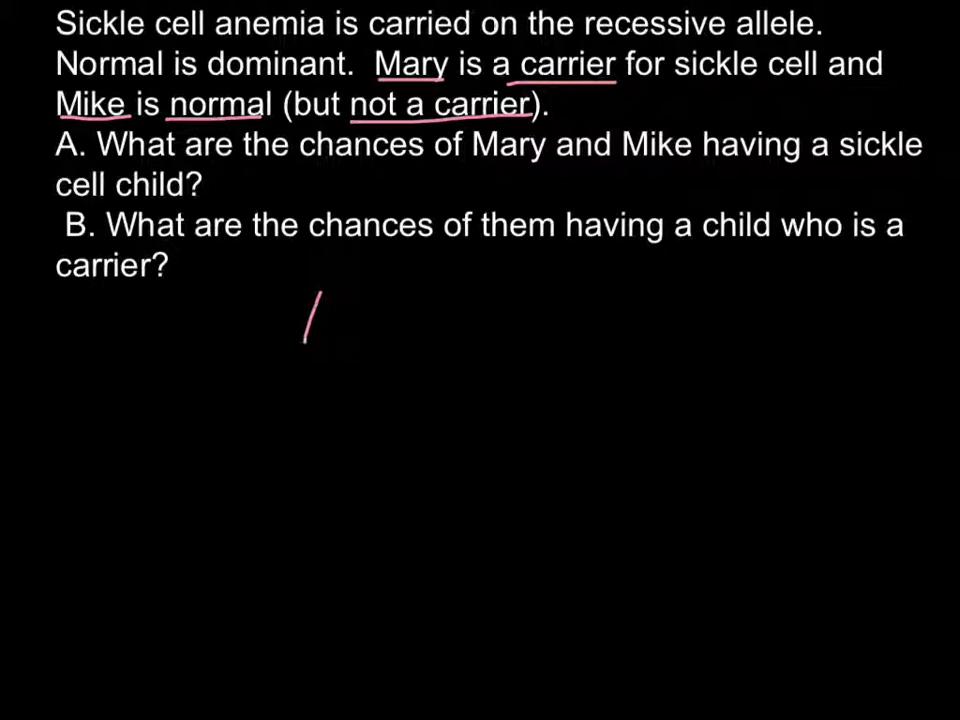 Sickle cell anemia is carried on the recessive allele.
Normal is dominant.  Mary is a carrier for sickle cell and
Mike is normal (but not a carrier).
A. What are the chances of Mary and Mike having a sickle
cell child?
B. What are the chances of them having a child who is a
carrier?